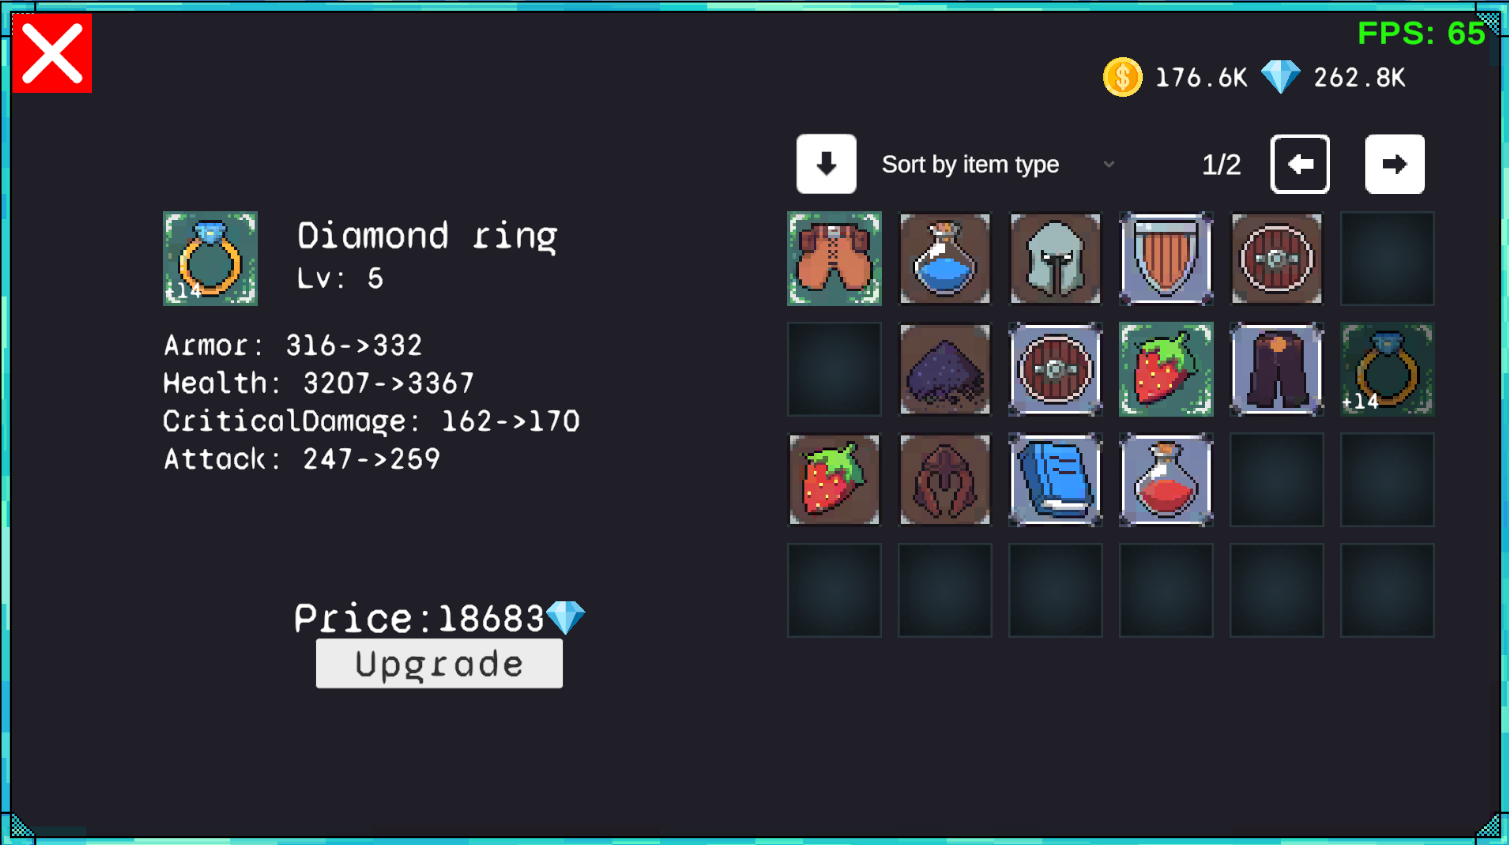 FPS: 65
176.6K 262.8K
Sort by item type 1/2
+14
Diamond ring
Lv: 5
Armor: 316->332
Health: 3207->3367
CriticalDamage: 162->170
Attack: 247->259
+14
Price:18683
Upgrade